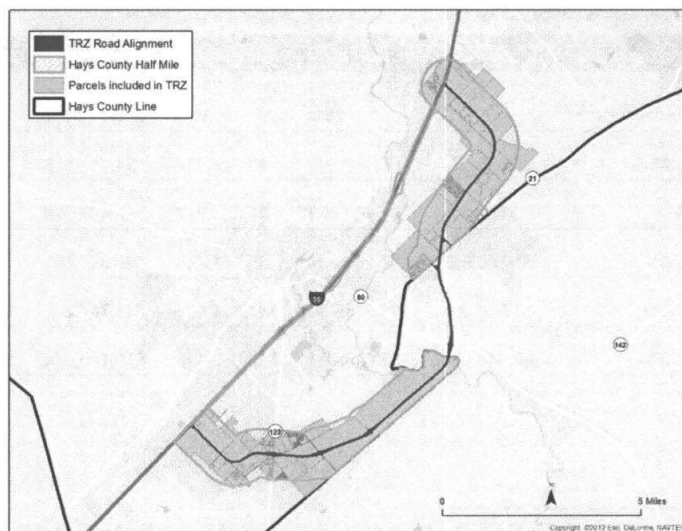 TRZ Road Alignment
Hays County Half Mile
Parcels included in TRZ
Hays County Line
21
35
80
142
123
0 5 Miles
Copyright: ©2012 Esri, DeLorme, NAVTEQ